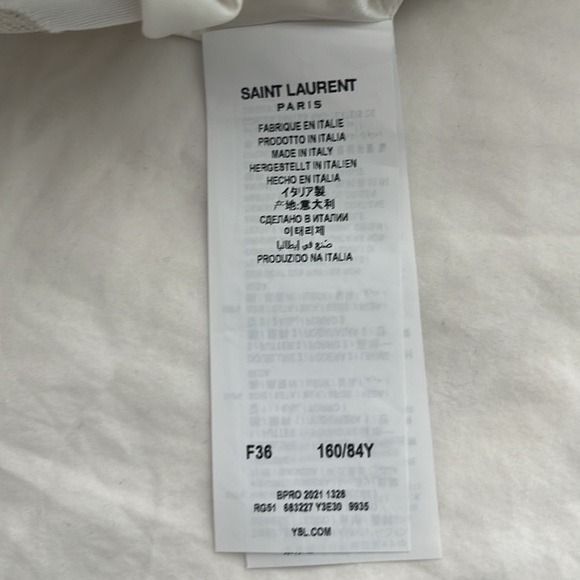 SAINT LAURENT
PARIS
FABRIQUE EN ITALIE
PRODOTTO IN ITALIA
MADE IN ITALY
HERGESTELLT IN ITALIEN
HECHO EN ITALIA
イタリア製
产地:意大利
СДЕЛАНО В ИТАЛИИ
이태리제
صنع في إيطاليا
PRODUZIDO NA ITALIA
F36 160/84Y
BPRO 2021 1328
RG51 683227 Y3E30 9935
YSL.COM